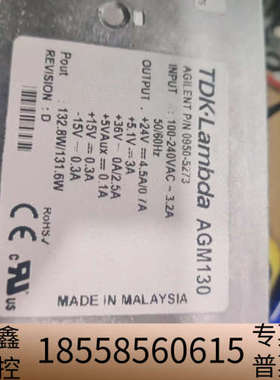 TDK-Lambda AGM130
AGILENT P/N 0950-5273
INPUT : 100-240VAC ~ 3.2A
50/60Hz
OUTPUT : +24V ⎓ 4.5A/0.7A
+5.1V ⎓ 3A
+36V ⎓ 0A/2.5A
+5VAux ⎓ 0.1A
+15V ⎓ 0.3A
-15V ⎓ 0.3A
Pout : 132.8W/131.6W
REVISION : D
RoHS✓
CE
MADE IN MALAYSIA
鑫
控
18558560615
专
普